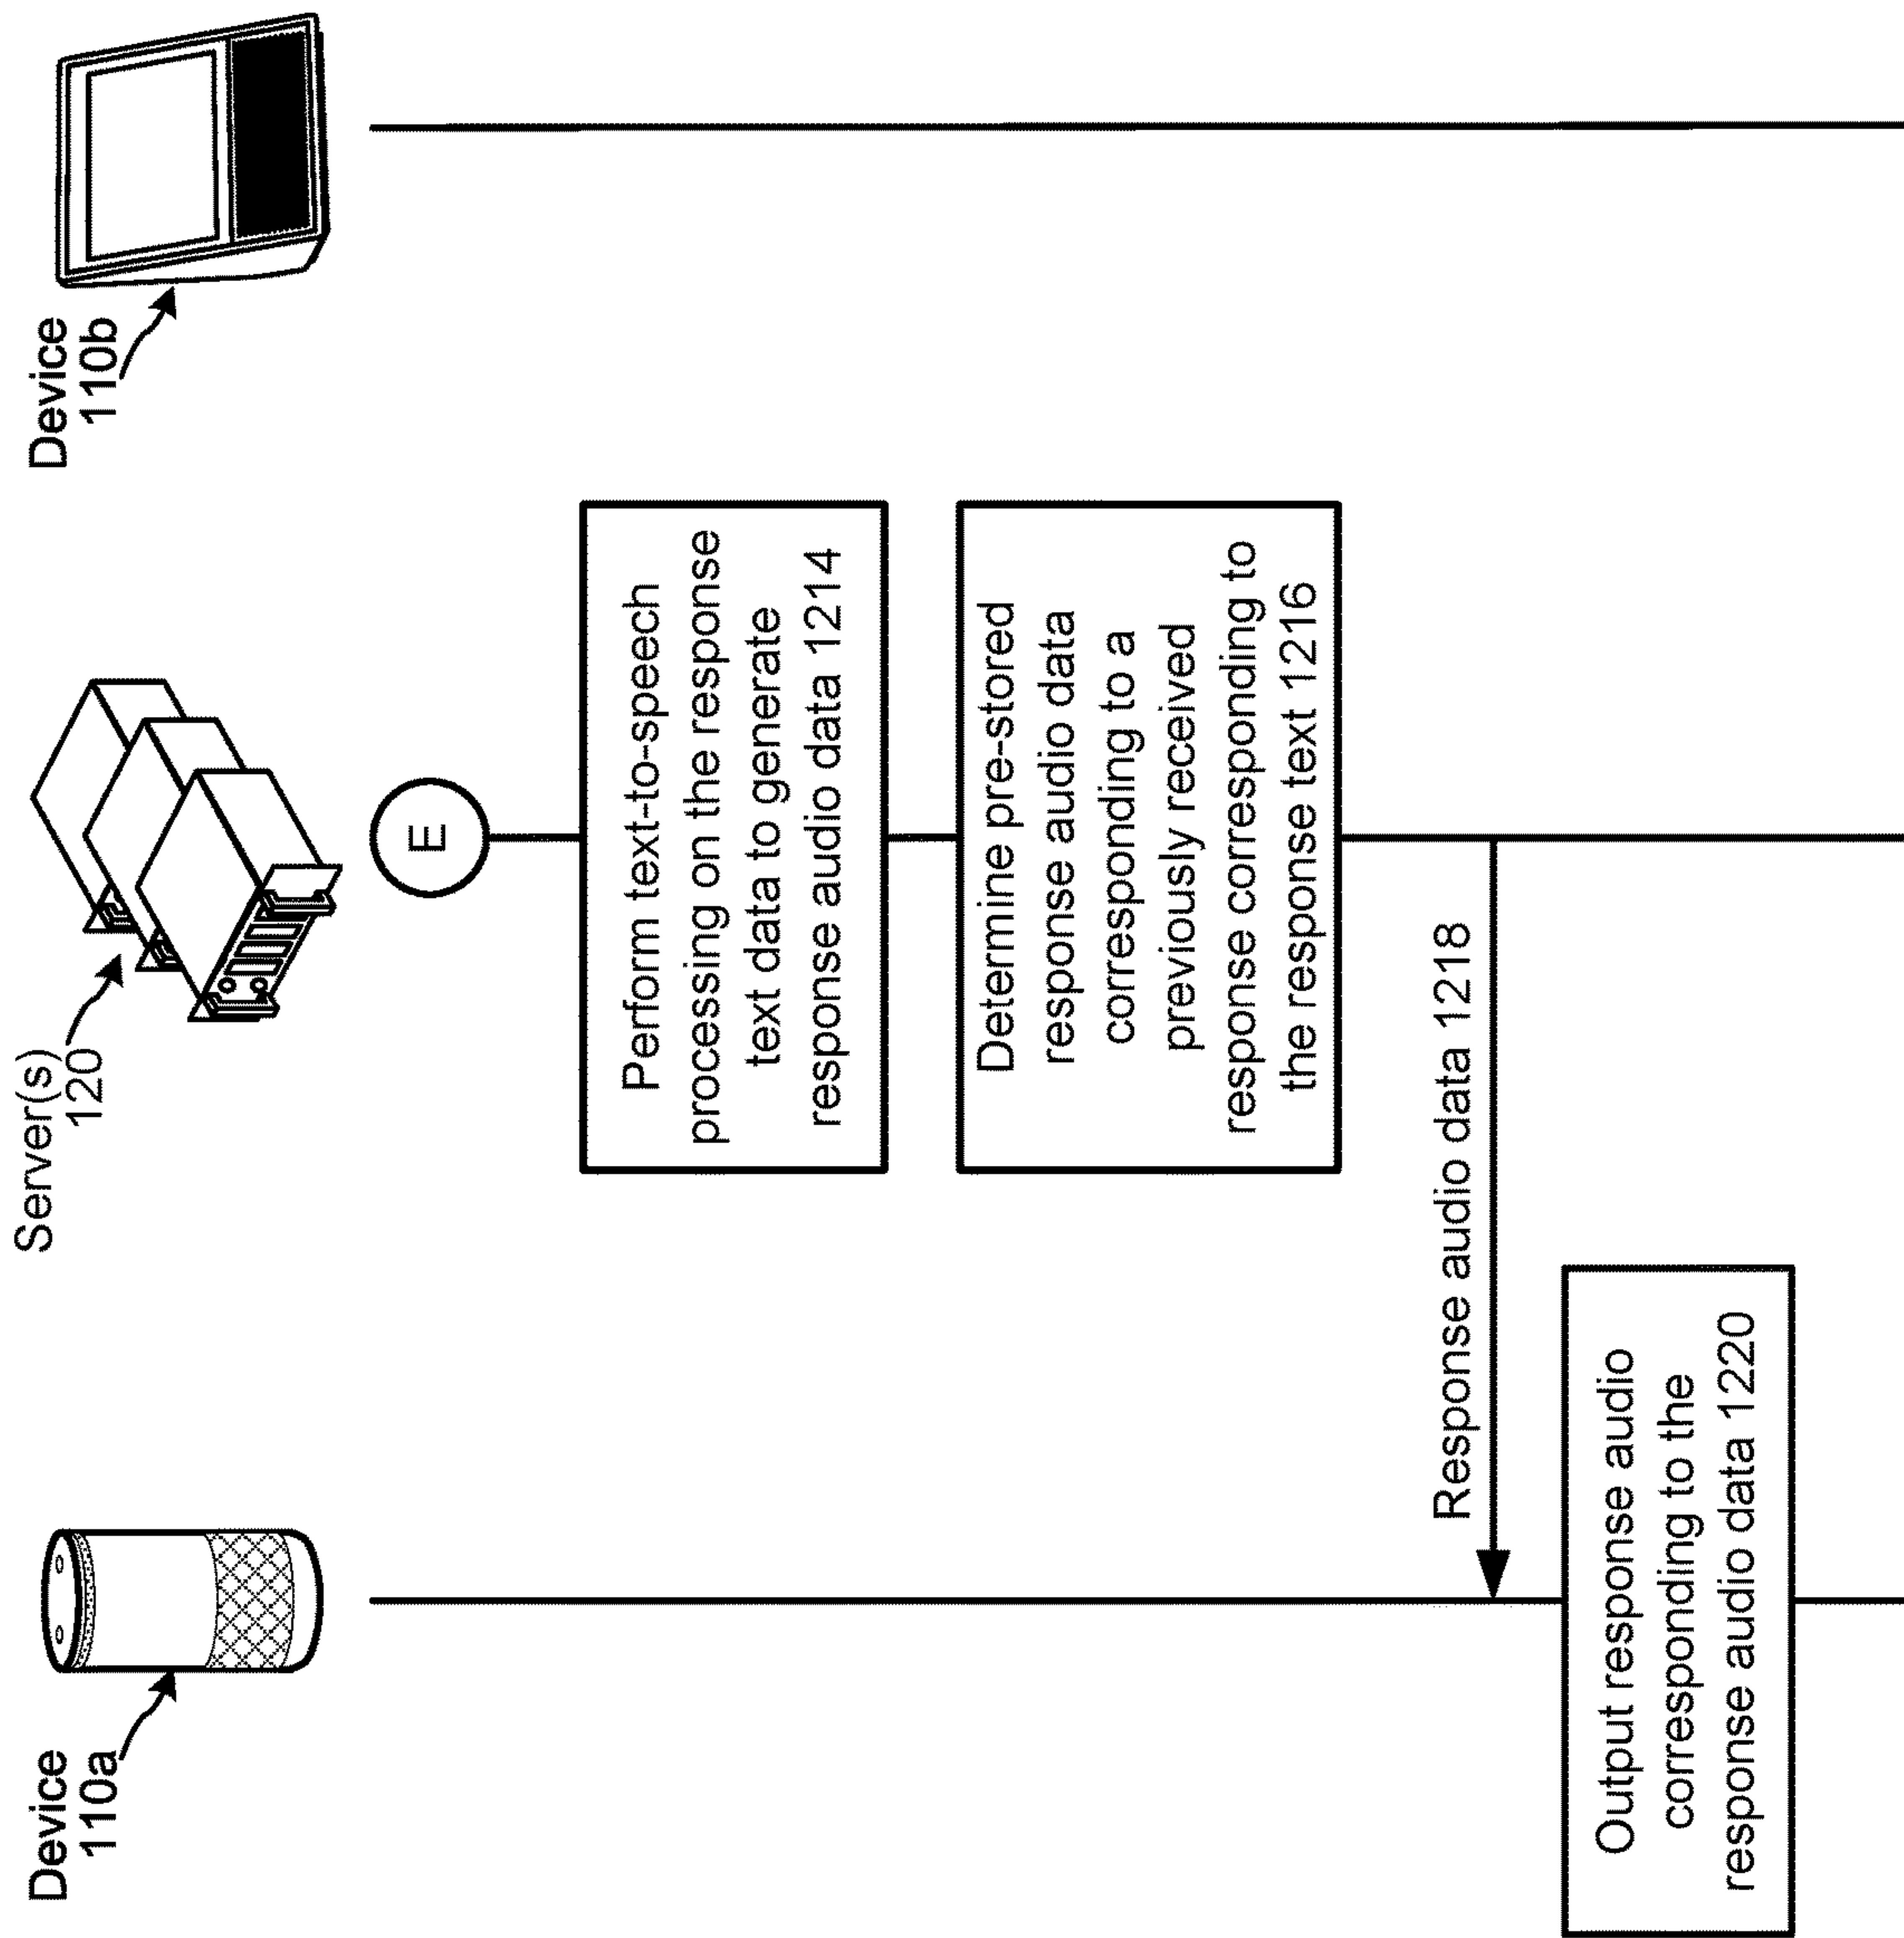 Device
110a
Server(s)
120
Device
110b
E
Perform text-to-speech
processing on the response
text data to generate
response audio data 1214
Determine pre-stored
response audio data
corresponding to a
previously received
response corresponding to
the response text 1216
Response audio data 1218
Output response audio
corresponding to the
response audio data 1220